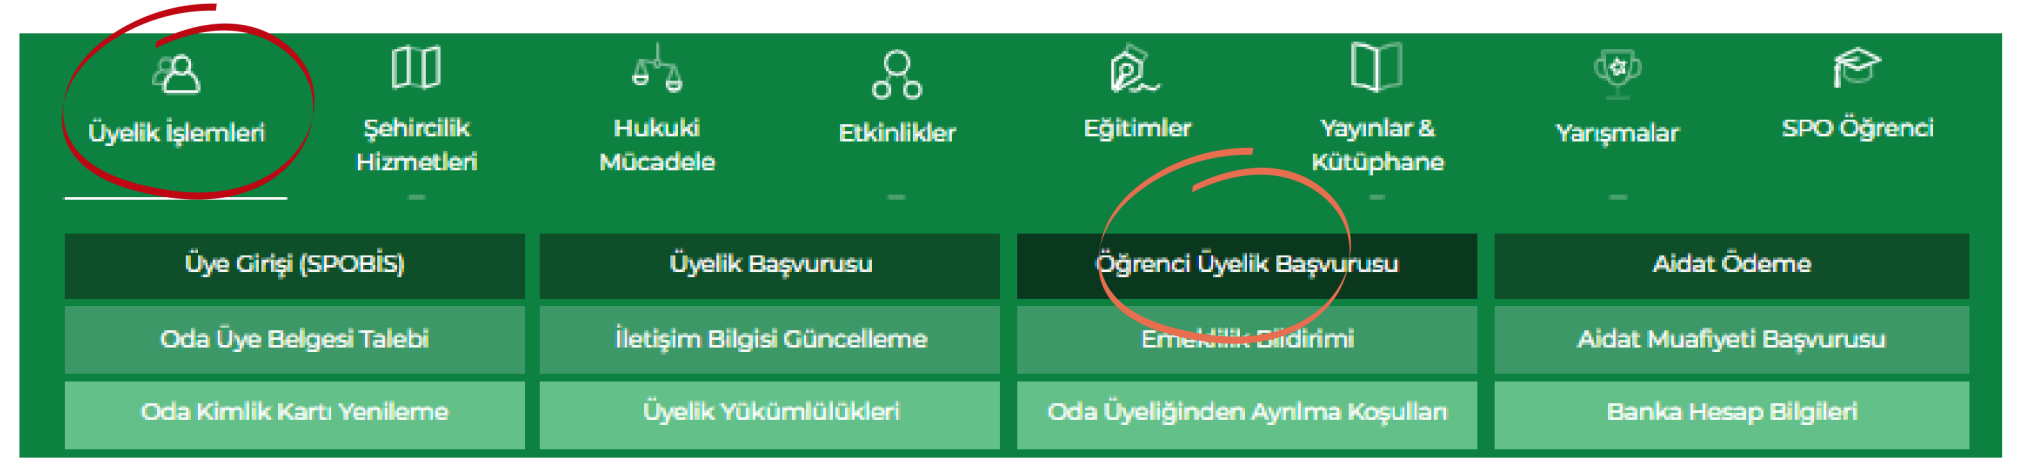 Üyelik İşlemleri
Şehircilik
Hizmetleri
Hukuki
Mücadele
Etkinlikler
Eğitimler
Yayınlar &
Kütüphane
Yarışmalar
SPO Öğrenci
Üye Girişi (SPOBİS)
Üyelik Başvurusu
Öğrenci Üyelik Başvurusu
Aidat Ödeme
Oda Üye Belgesi Talebi
İletişim Bilgisi Güncelleme
Emeklilik Bildirimi
Aidat Muafiyeti Başvurusu
Oda Kimlik Kartı Yenileme
Üyelik Yükümlülükleri
Oda Üyeliğinden Ayrılma Koşulları
Banka Hesap Bilgileri